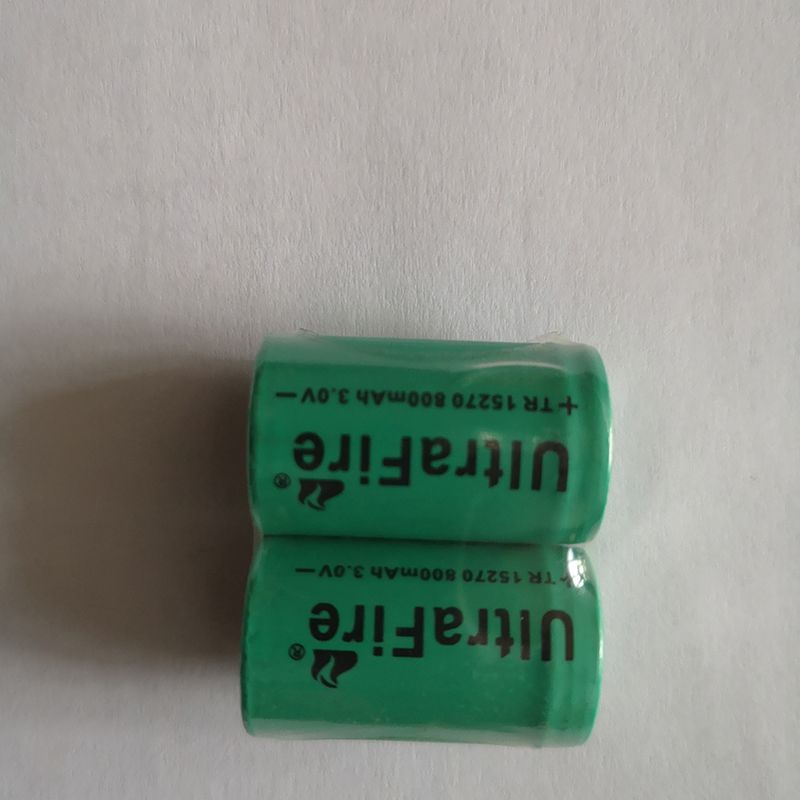 UltraFire®
+ TR 15270 800mAh 3.0V −
UltraFire®
+ TR 15270 800mAh 3.0V −